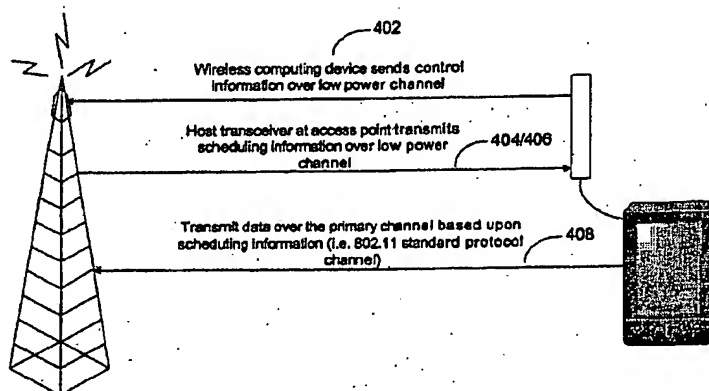 402
Wireless computing device sends control
information over low power channel
Host transceiver at access point transmits
scheduling information over low power
channel
404/406
Transmit data over the primary channel based upon
scheduling information (i.e. 802.11 standard protocol
channel)
408